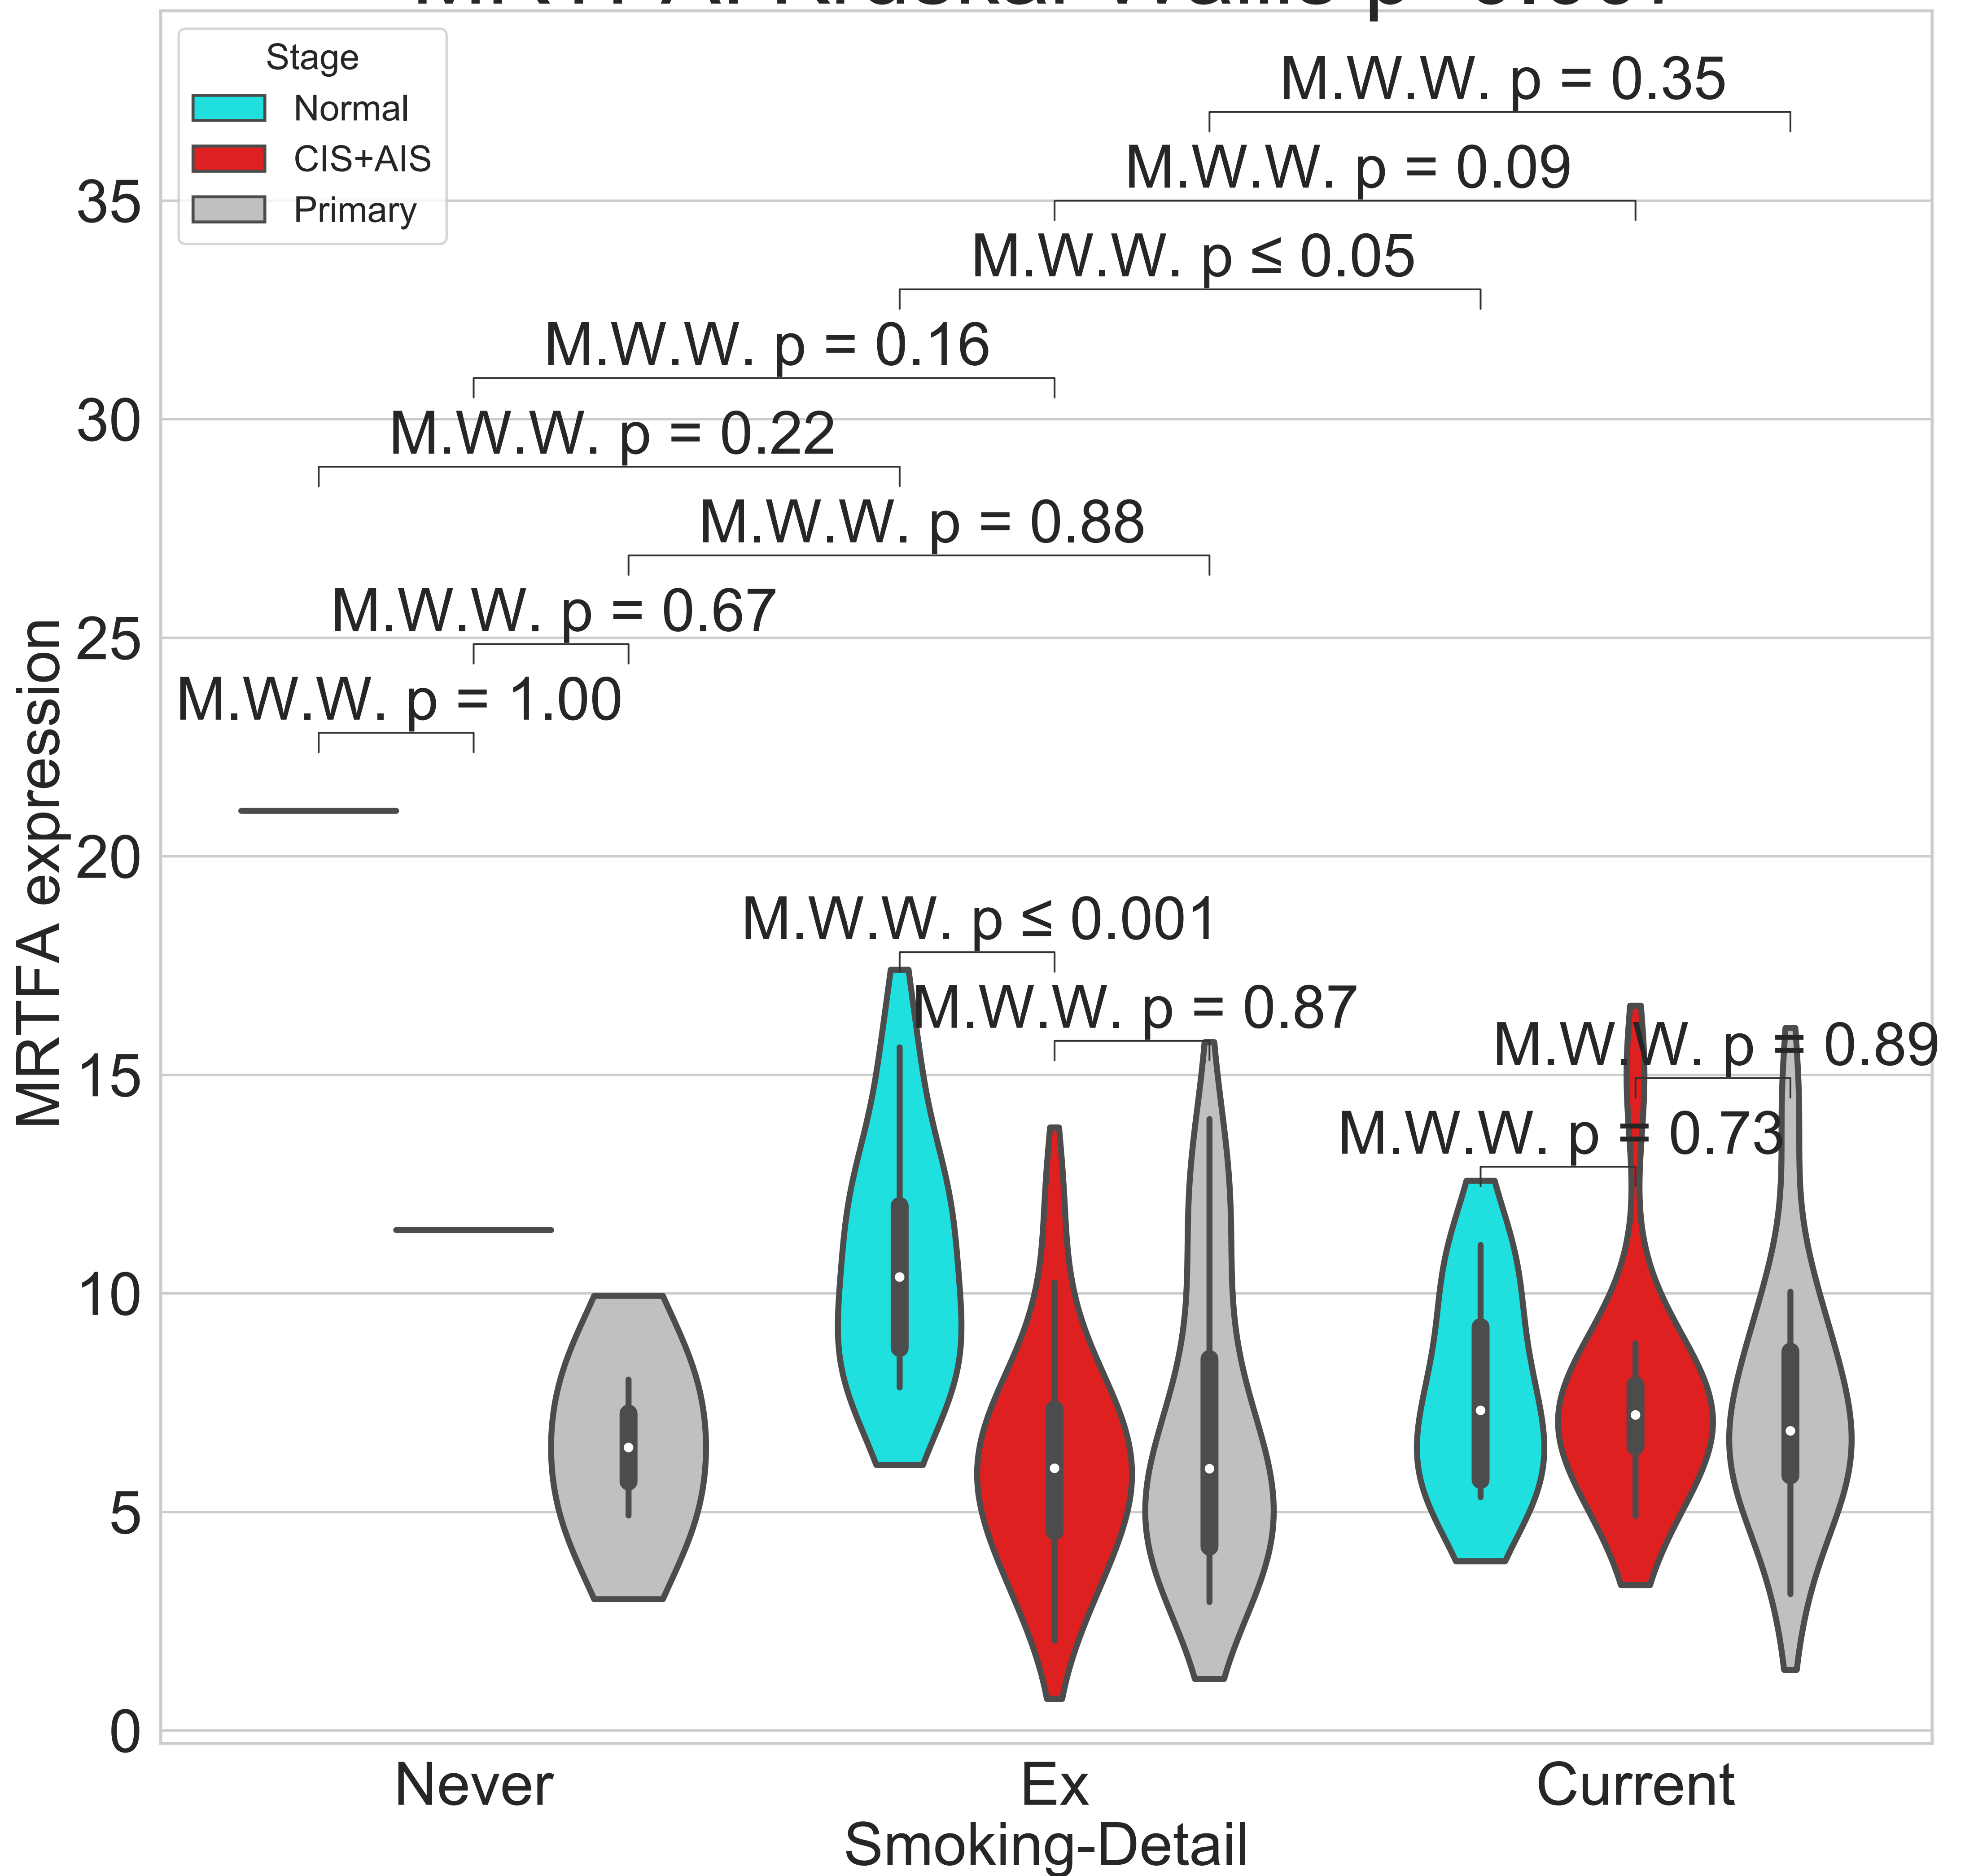 Stage
Normal
CIS+AIS
Primary
M.W.W. p = 0.35
M.W.W. p = 0.09
M.W.W. p ≤ 0.05
M.W.W. p = 0.16
M.W.W. p = 0.22
M.W.W. p = 0.88
M.W.W. p = 0.67
M.W.W. p = 1.00
M.W.W. p ≤ 0.001
M.W.W. p = 0.87
M.W.W. p = 0.89
M.W.W. p = 0.73
MRTFA expression
35
30
25
20
15
10
5
0
Never Ex Current
Smoking-Detail